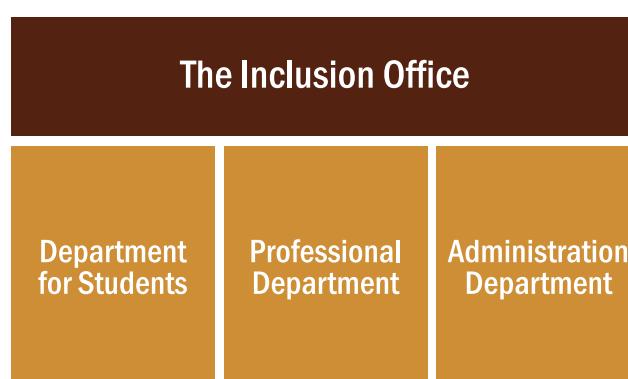 The Inclusion Office
Department
for Students
Professional
Department
Administration
Department